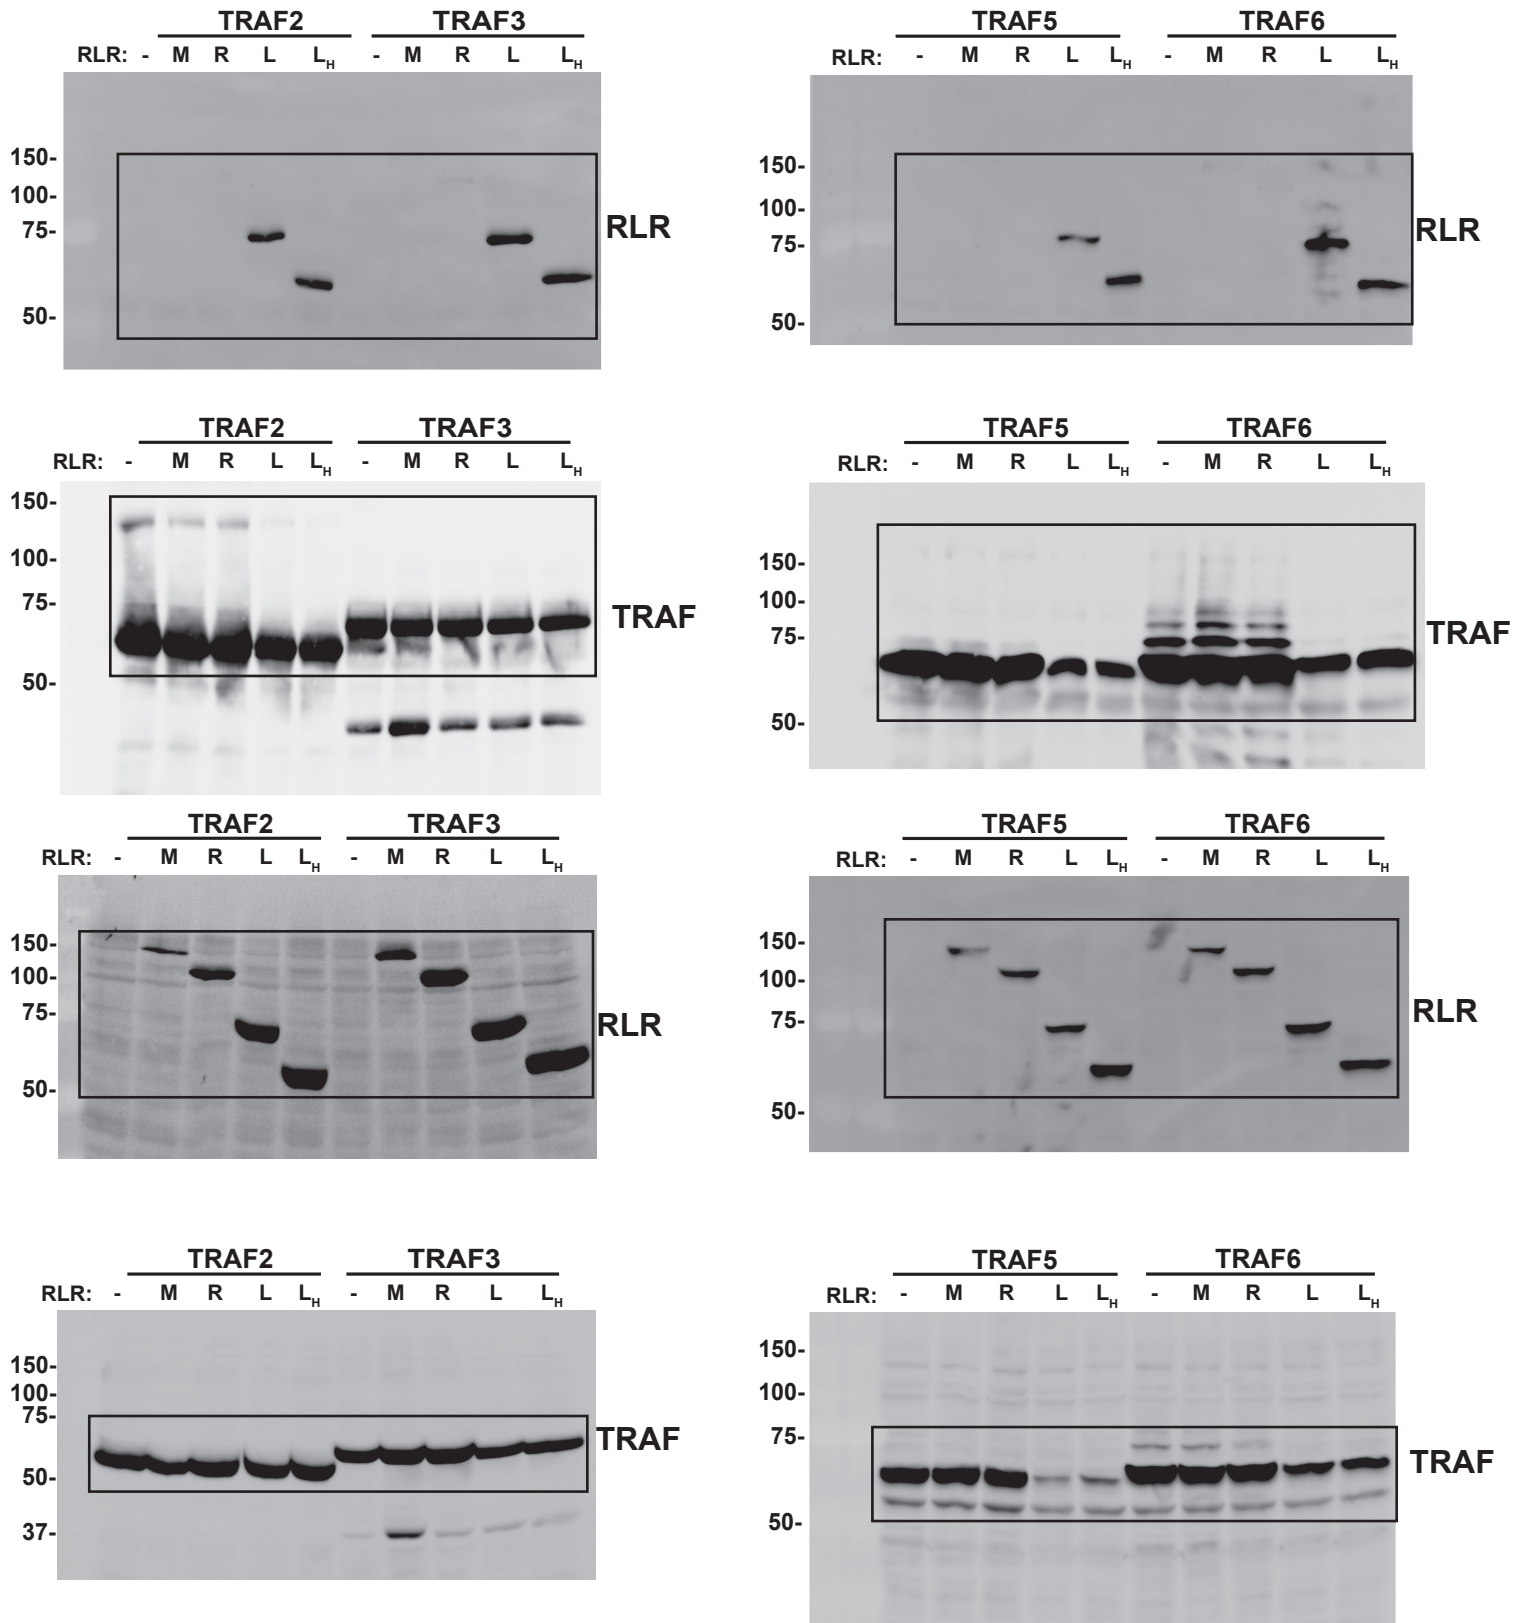 TRAF2 TRAF3
RLR: - M R L LH - M R L LH
150-
100-
75-
50-
RLR
TRAF5 TRAF6
RLR: - M R L LH - M R L LH
150-
100-
75-
50-
RLR
TRAF2 TRAF3
RLR: - M R L LH - M R L LH
150-
100-
75-
50-
TRAF
TRAF5 TRAF6
RLR: - M R L LH - M R L LH
150-
100-
75-
50-
TRAF
TRAF2 TRAF3
RLR: - M R L LH - M R L LH
150-
100-
75-
50-
RLR
TRAF5 TRAF6
RLR: - M R L LH - M R L LH
150-
100-
75-
50-
RLR
TRAF2 TRAF3
RLR: - M R L LH - M R L LH
150-
100-
75-
50-
37-
TRAF
TRAF5 TRAF6
RLR: - M R L LH - M R L LH
150-
100-
75-
50-
TRAF